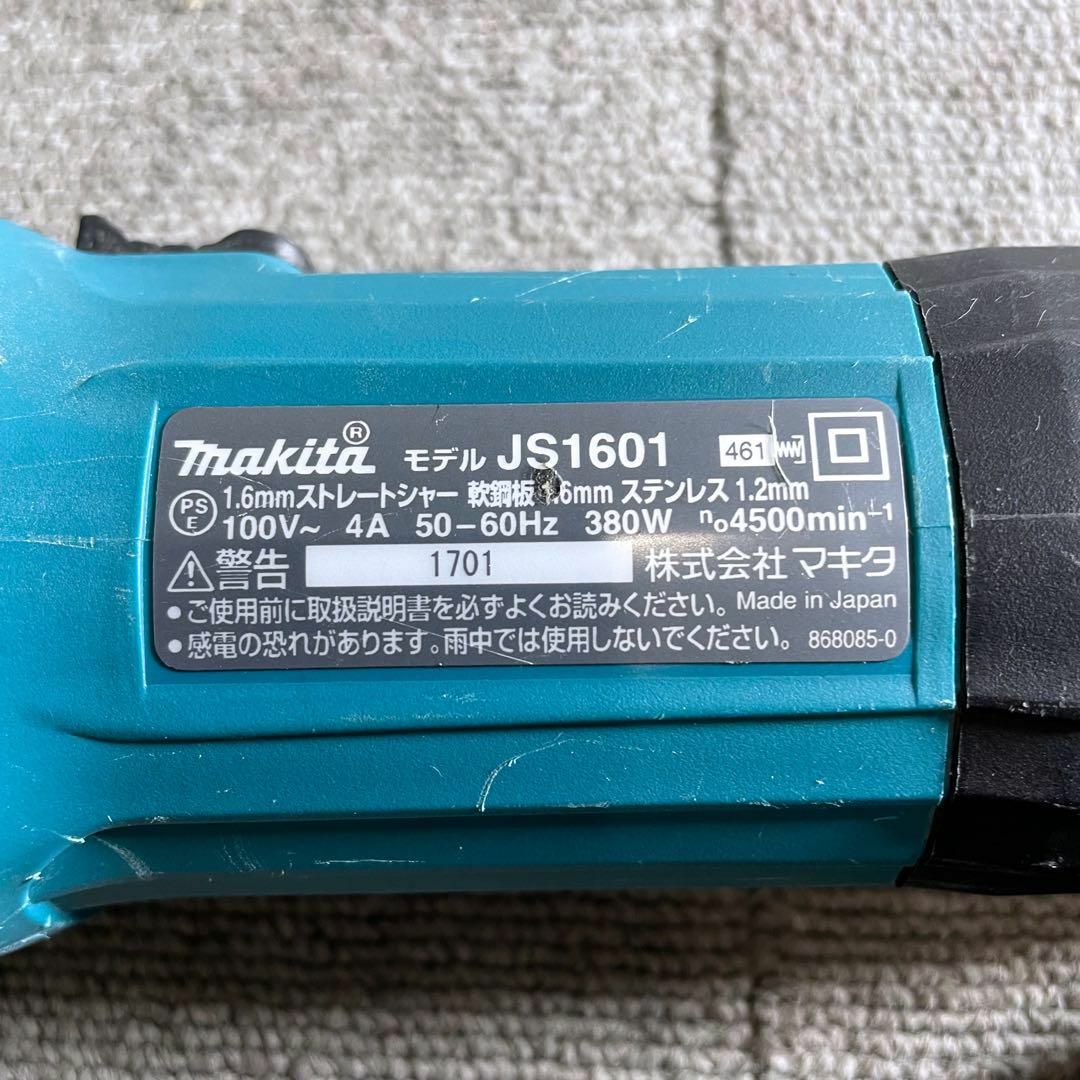 makita® モデル JS1601 461
PS E 1.6mmストレートシャー 軟鋼板 1.6mm ステンレス 1.2mm
100V～ 4A 50－60Hz 380W n₀4500min⁻¹
警告 1701 株式会社 マキタ
●ご使用前に取扱説明書を必ずよくお読みください。 Made in Japan
●感電の恐れがあります。雨中では使用しないでください。 868085-0